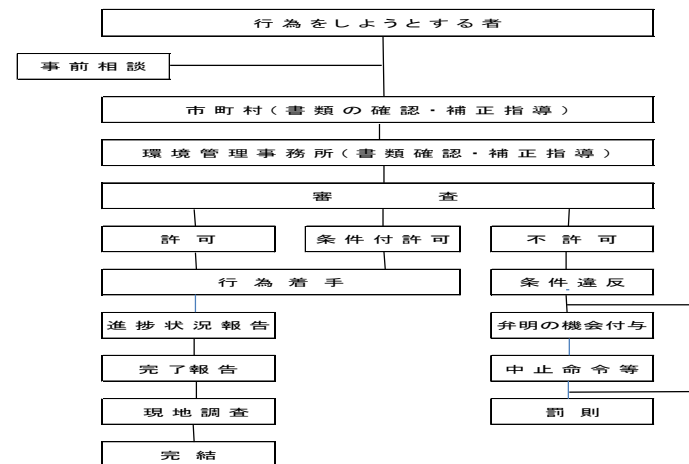 行為をしようとする者
事前相談
市町村(書類の確認・補正指導)
環境管理事務所(書類確認・補正指導)
審査
許可
条件付許可
不許可
行為着手
条件違反
進捗状況報告
弁明の機会付与
完了報告
中止命令等
現地調査
罰則
完結